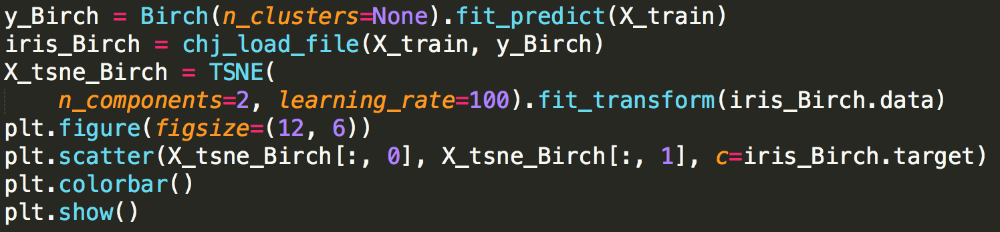 y_Birch = Birch(n_clusters=None).fit_predict(X_train)
iris_Birch = chj_load_file(X_train, y_Birch)
X_tsne_Birch = TSNE(
    n_components=2, learning_rate=100).fit_transform(iris_Birch.data)
plt.figure(figsize=(12, 6))
plt.scatter(X_tsne_Birch[:, 0], X_tsne_Birch[:, 1], c=iris_Birch.target)
plt.colorbar()
plt.show()